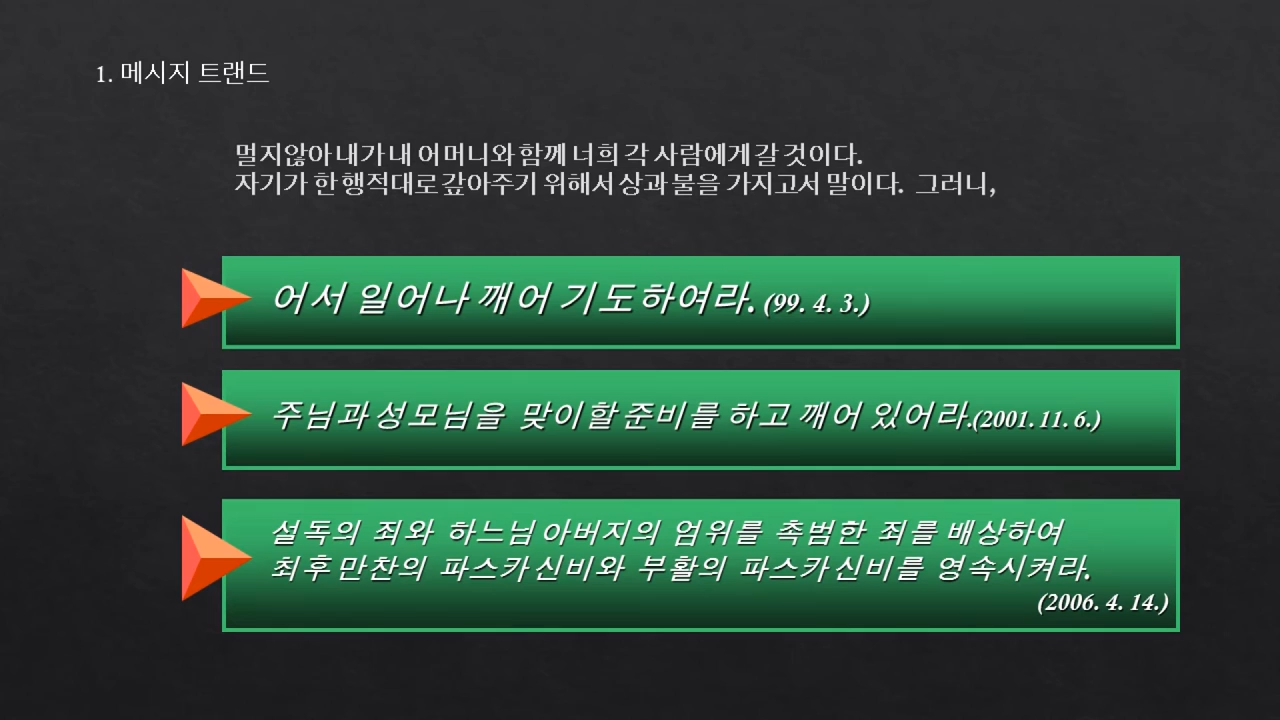 1. 메시지 트랜드
멀지않아 내가 내 어머니와 함께 너희 각 사람에게 갈 것이다.
자기가 한 행적대로 갚아주기 위해서 상과 불을 가지고서 말이다. 그러니,
어서 일어나 깨어 기도하여라. (99. 4. 3.)
주님과 성모님을 맞이할 준비를 하고 깨어 있어라.(2001. 11. 6.)
설독의 죄와 하느님 아버지의 엄위를 촉범한 죄를 배상하여
최후 만찬의 파스카 신비와 부활의 파스카 신비를 영속시켜라.
(2006. 4. 14.)